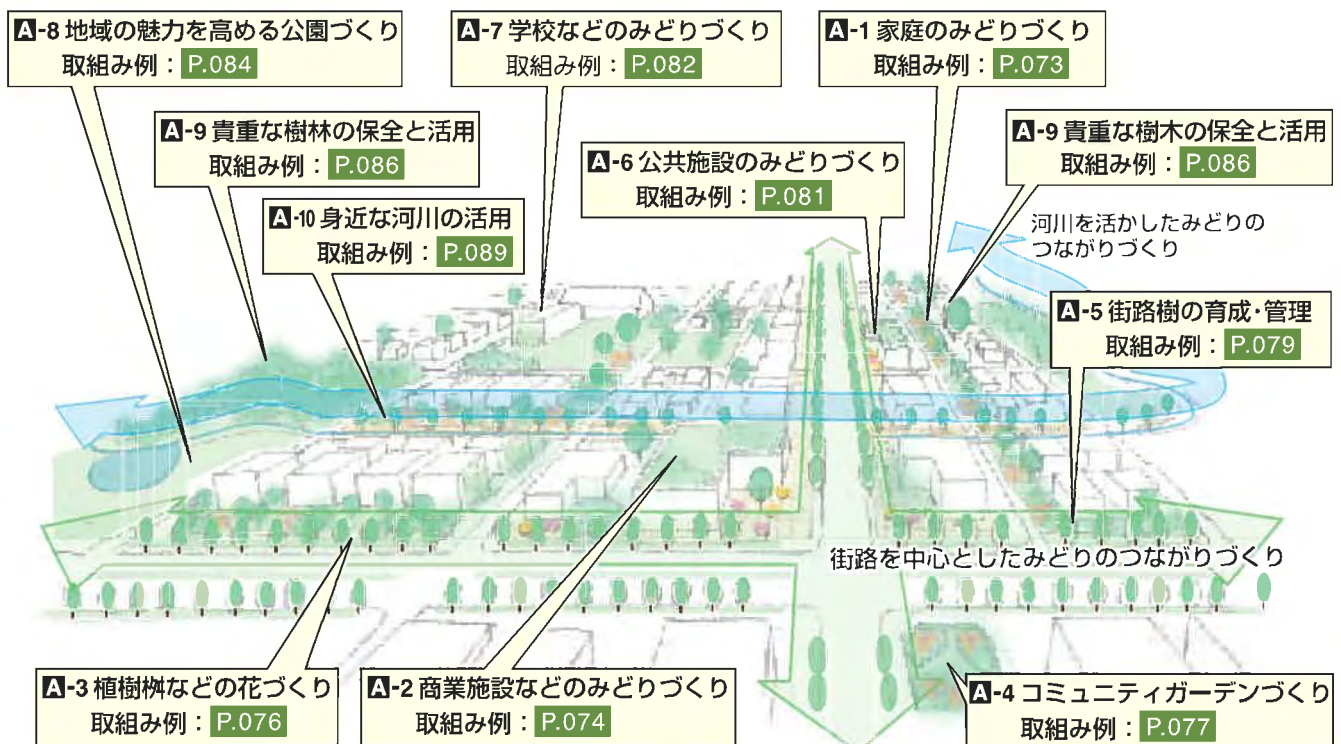 A-8 地域の魅力を高める公園づくり
取組み例：P.084
A-7 学校などのみどりづくり
取組み例：P.082
A-1 家庭のみどりづくり
取組み例：P.073
A-9 貴重な樹林の保全と活用
取組み例：P.086
A-9 貴重な樹木の保全と活用
取組み例：P.086
A-6 公共施設のみどりづくり
取組み例：P.081
A-10 身近な河川の活用
取組み例：P.089
河川を活かしたみどりの
つながりづくり
A-5 街路樹の育成・管理
取組み例：P.079
街路を中心としたみどりのつながりづくり
A-3 植樹桝などの花づくり
取組み例：P.076
A-2 商業施設などのみどりづくり
取組み例：P.074
A-4 コミュニティガーデンづくり
取組み例：P.077